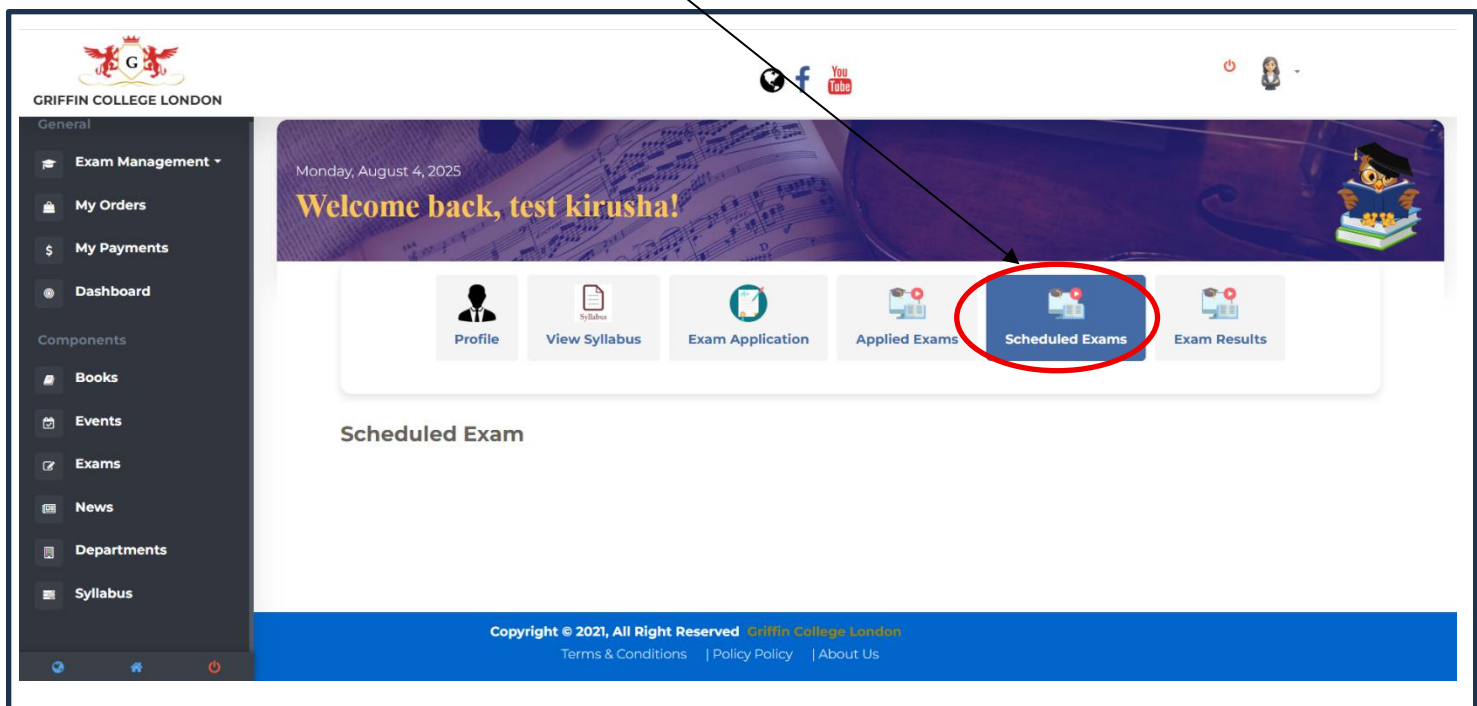 G
GRIFFIN COLLEGE LONDON
You
Tube
General
Exam Management
My Orders
$ My Payments
Dashboard
Components
Books
Events
Exams
News
Departments
Syllabus
Monday, August 4, 2025
Welcome back, test kirusha!
Profile
Syllabus
View Syllabus
Exam Application
Applied Exams
Scheduled Exams
Exam Results
Scheduled Exam
Copyright © 2021, All Right Reserved Griffin College London
Terms & Conditions | Policy Policy | About Us